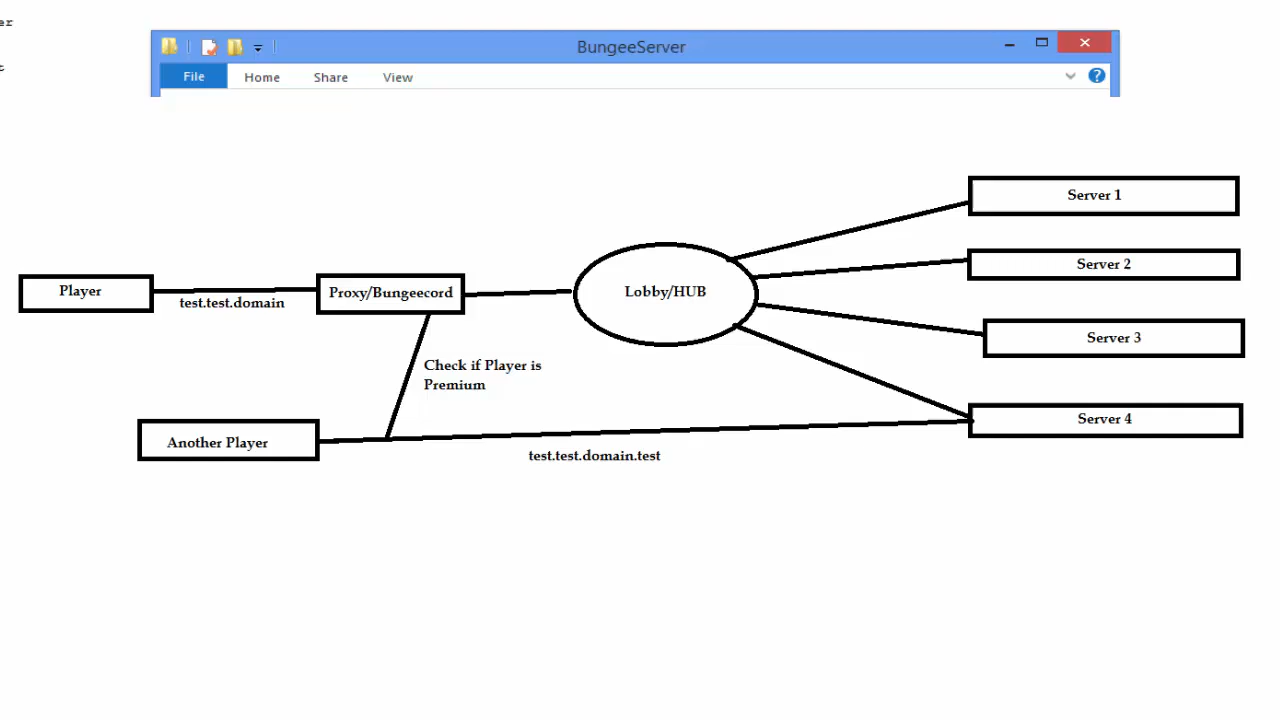 er
BungeeServer
t
File Home Share View
Server 1
Server 2
Player
Proxy/Bungeecord
Lobby/HUB
test.test.domain
Server 3
Check if Player is
Premium
Server 4
Another Player
test.test.domain.test